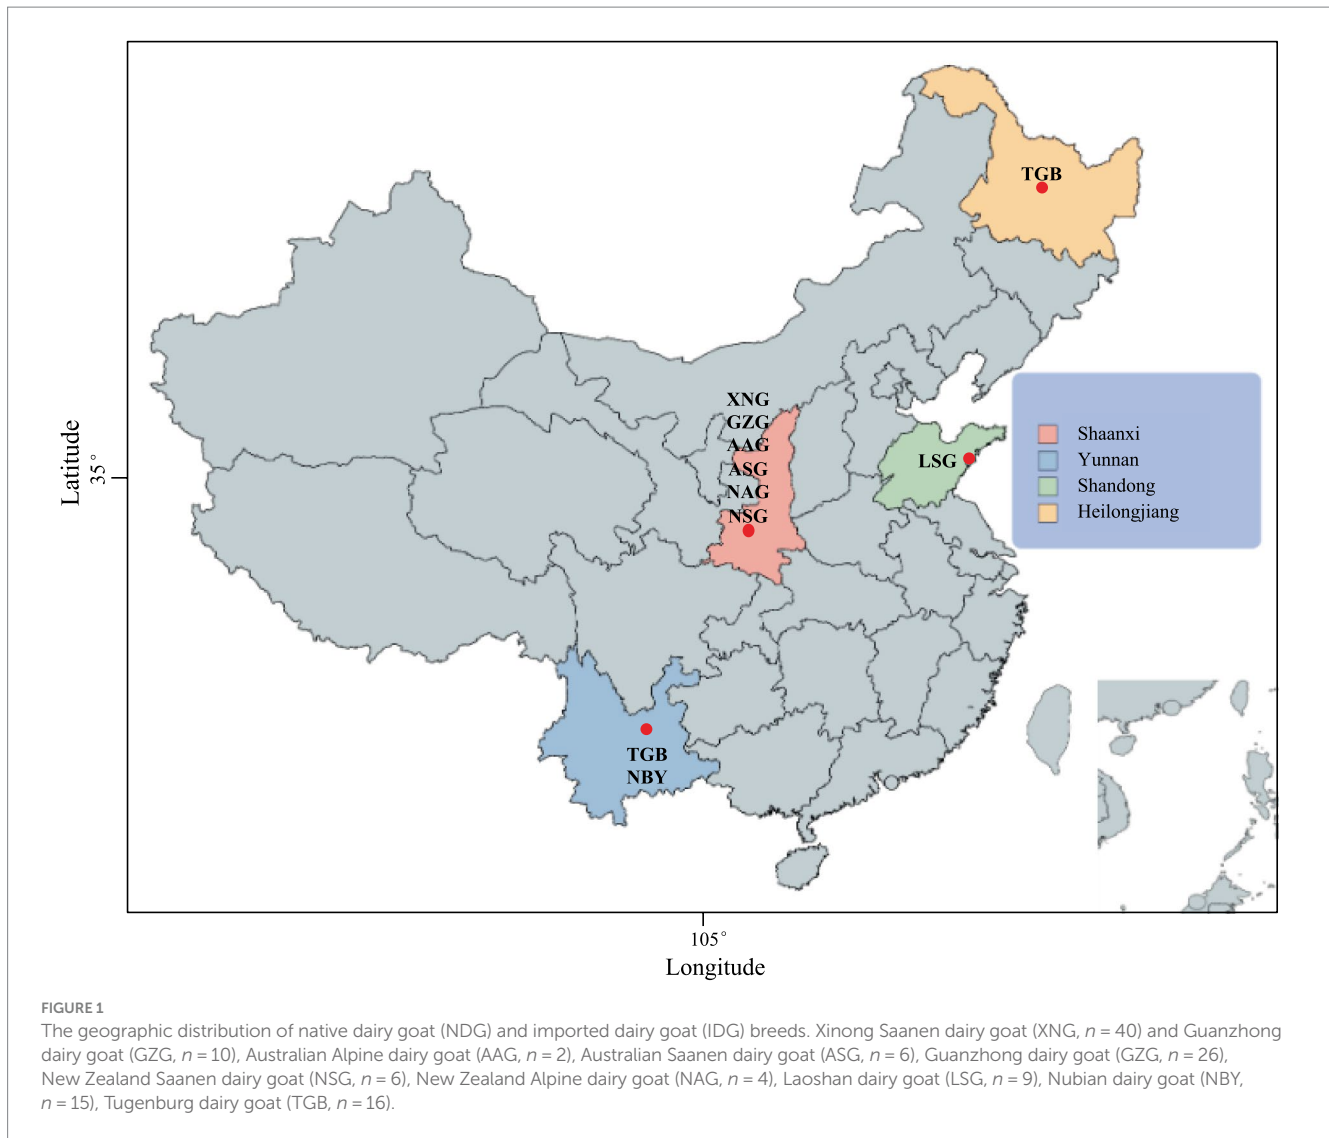 TGB
XNG
GZG
AAG
ASG
NAG
NSG
LSG
Shaanxi
Yunnan
Shandong
Heilongjiang
TGB
NBY
Latitude
35°
105°
Longitude
FIGURE 1
The geographic distribution of native dairy goat (NDG) and imported dairy goat (IDG) breeds. Xinong Saanen dairy goat (XNG, n = 40) and Guanzhong
dairy goat (GZG, n = 10), Australian Alpine dairy goat (AAG, n = 2), Australian Saanen dairy goat (ASG, n = 6), Guanzhong dairy goat (GZG, n = 26),
New Zealand Saanen dairy goat (NSG, n = 6), New Zealand Alpine dairy goat (NAG, n = 4), Laoshan dairy goat (LSG, n = 9), Nubian dairy goat (NBY,
n = 15), Tugenburg dairy goat (TGB, n = 16).